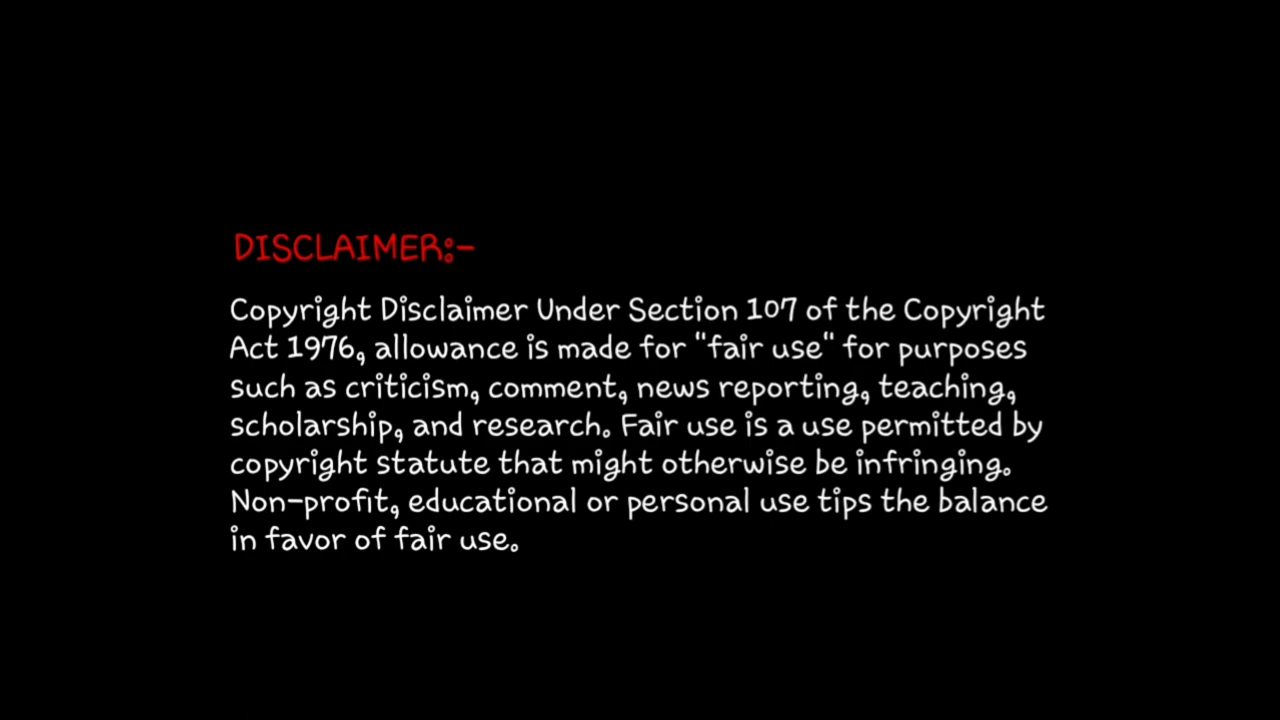 DISCLAIMER:-
Copyright Disclaimer Under Section 107 of the Copyright
Act 1976, allowance is made for "fair use" for purposes
such as criticism, comment, news reporting, teaching,
scholarship, and research. Fair use is a use permitted by
copyright statute that might otherwise be infringing.
Non-profit, educational or personal use tips the balance
in favor of fair use.